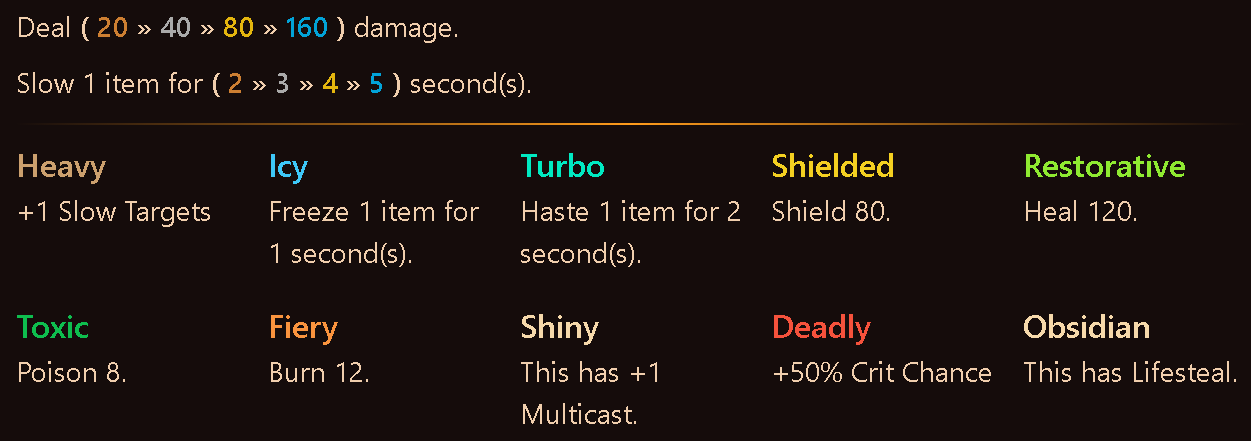 Deal ( 20 » 40 » 80 » 160 ) damage.
Slow 1 item for ( 2 » 3 » 4 » 5 ) second(s).
Heavy
+1 Slow Targets
Icy
Freeze 1 item for
1 second(s).
Turbo
Haste 1 item for 2
second(s).
Shielded
Shield 80.
Restorative
Heal 120.
Toxic
Poison 8.
Fiery
Burn 12.
Shiny
This has +1
Multicast.
Deadly
+50% Crit Chance
Obsidian
This has Lifesteal.